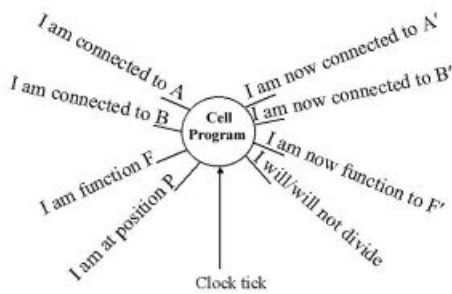 I am connected to A
I am connected to B
I am function F
I am at position P
Cell
Program
I am now connected to A'
I am now connected to B'
I am now function to F'
I will/will not divide
Clock tick